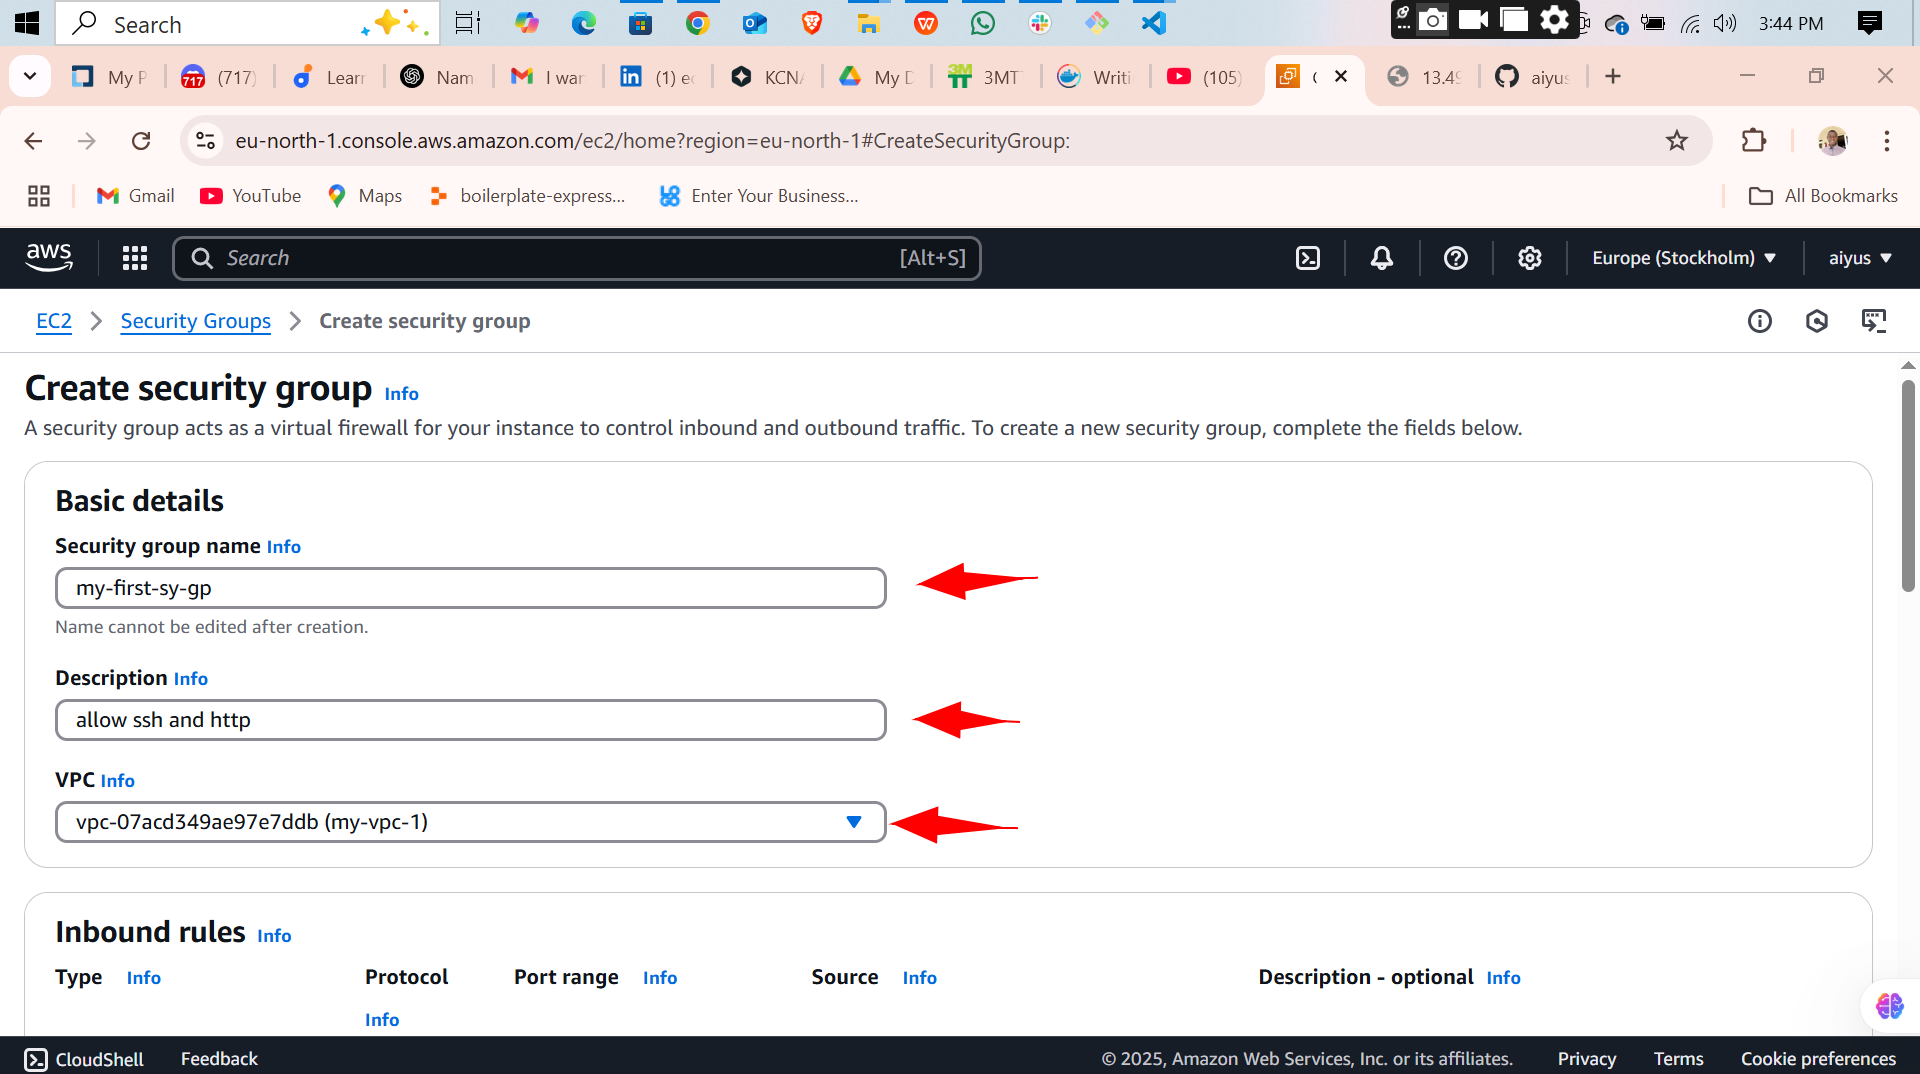 Search
3:44 PM
My P
717
(717)
Learn
Nam
I wan
(1) ec
KCNA
My D
3M
3MT
Writi
(105)
13.49
aiyus
eu-north-1.console.aws.amazon.com/ec2/home?region=eu-north-1#CreateSecurityGroup:
Gmail
YouTube
Maps
boilerplate-express...
Enter Your Business...
All Bookmarks
aws
Search
[Alt+S]
Europe (Stockholm)
aiyus
EC2
Security Groups
Create security group
Create security group Info
A security group acts as a virtual firewall for your instance to control inbound and outbound traffic. To create a new security group, complete the fields below.
Basic details
Security group name Info
my-first-sy-gp
Name cannot be edited after creation.
Description Info
allow ssh and http
VPC Info
vpc-07acd349ae97e7ddb (my-vpc-1)
Inbound rules Info
Type Info
Protocol Info
Port range Info
Source Info
Description - optional Info
CloudShell
Feedback
© 2025, Amazon Web Services, Inc. or its affiliates.
Privacy
Terms
Cookie preferences